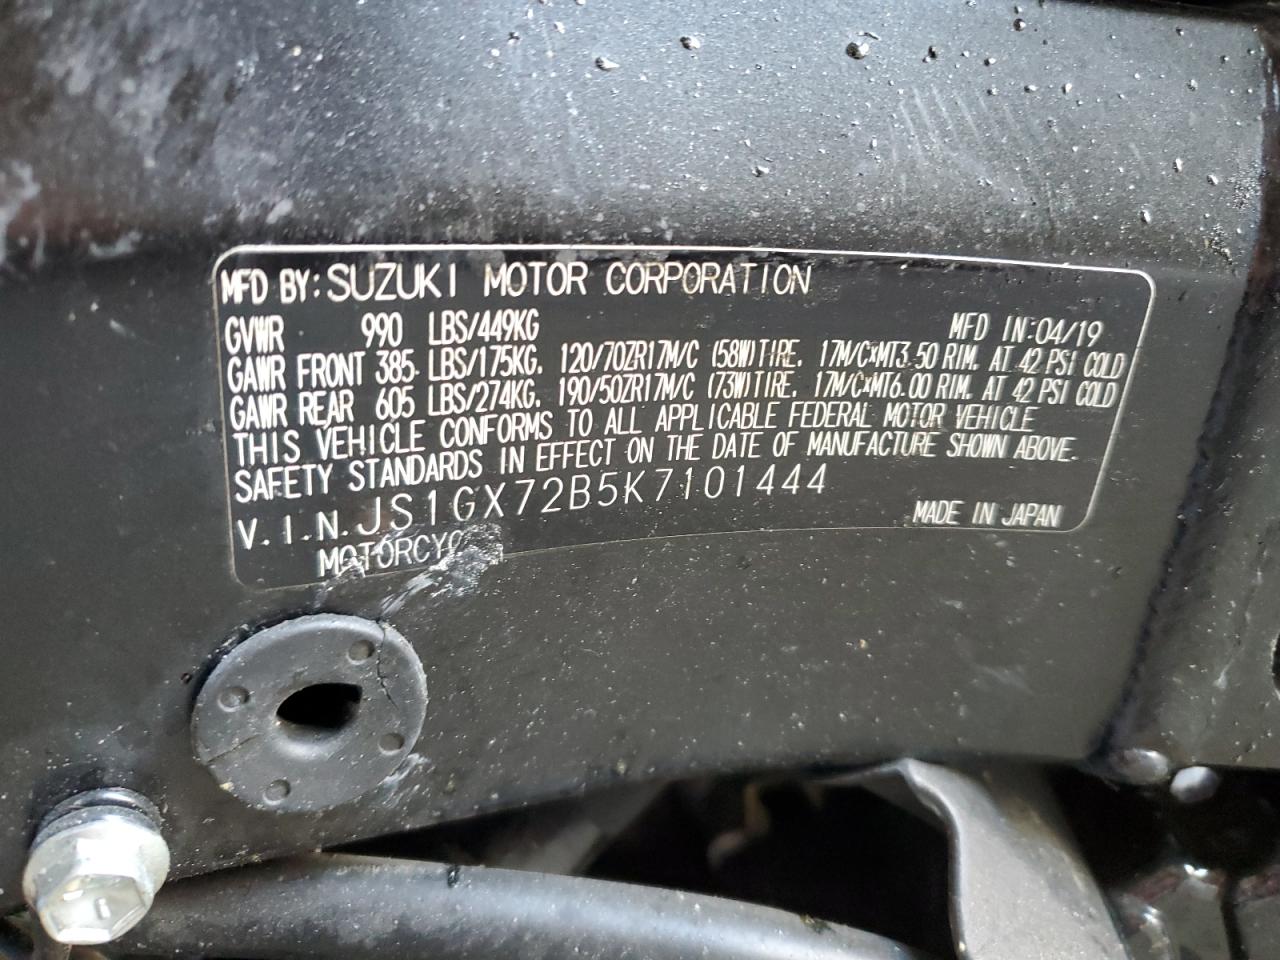 MFD BY: SUZUKI MOTOR CORPORATION
GVWR 990 LBS/449KG MFD IN:04/19
GAWR FRONT 385 LBS/175KG. 120/70ZR17M/C (58W)TIRE. 17M/CxMT3.50 RIM. AT 42 PSI COLD
GAWR REAR 605 LBS/274KG. 190/50ZR17M/C (73W)TIRE. 17M/CxMT6.00 RIM. AT 42 PSI COLD
THIS VEHICLE CONFORMS TO ALL APPLICABLE FEDERAL MOTOR VEHICLE
SAFETY STANDARDS IN EFFECT ON THE DATE OF MANUFACTURE SHOWN ABOVE.
V.I.N. JS1GX72B5K7101444
MADE IN JAPAN